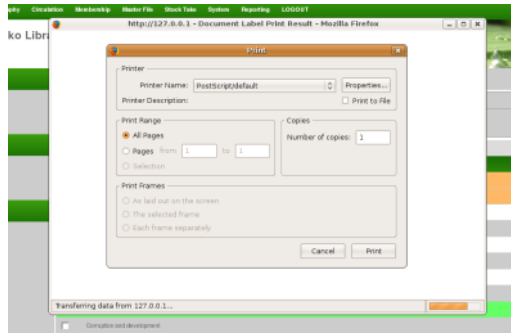 Circulation Membership Master File Stock Take System Reporting LOGOUT
http://127.0.0.1 - Document Label Print Result - Mozilla Firefox
ko Libra
Print
Printer
Printer Name: PostScript/default Properties...
Printer Description: Print to File
Print Range Copies
All Pages Number of copies: 1
Pages from 1 to 1
Selection
Print Frames
As laid out on the screen
The selected frame
Each frame separately
Cancel Print
Transferring data from 127.0.0.1...
Corruption and development